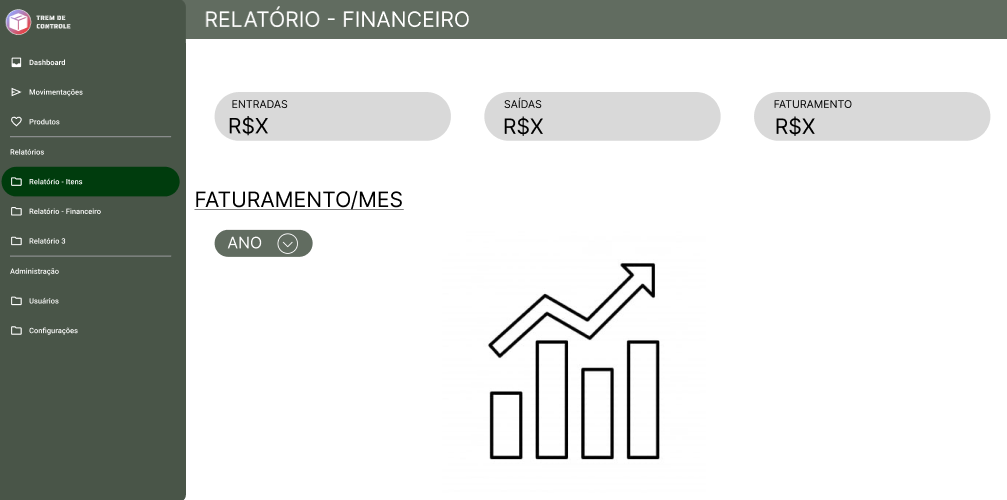 TREM DE
CONTROLE
Dashboard
Movimentações
Produtos
Relatórios
Relatório - Itens
Relatório - Financeiro
Relatório 3
Administração
Usuários
Configurações
RELATÓRIO - FINANCEIRO
ENTRADAS
R$X
SAÍDAS
R$X
FATURAMENTO
R$X
FATURAMENTO/MES
ANO